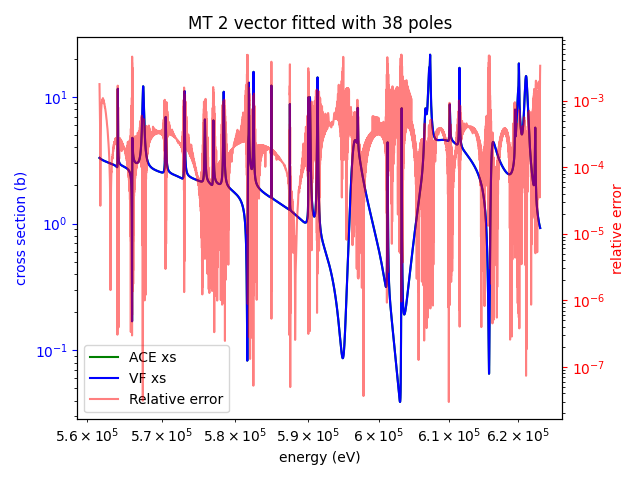 MT 2 vector fitted with 38 poles
cross section (b)
10¹
10⁰
10⁻¹
10⁻³
10⁻⁴
10⁻⁵
10⁻⁶
10⁻⁷
relative error
ACE xs
VF xs
Relative error
5.6 × 10⁵ 5.7 × 10⁵ 5.8 × 10⁵ 5.9 × 10⁵ 6 × 10⁵ 6.1 × 10⁵ 6.2 × 10⁵
energy (eV)